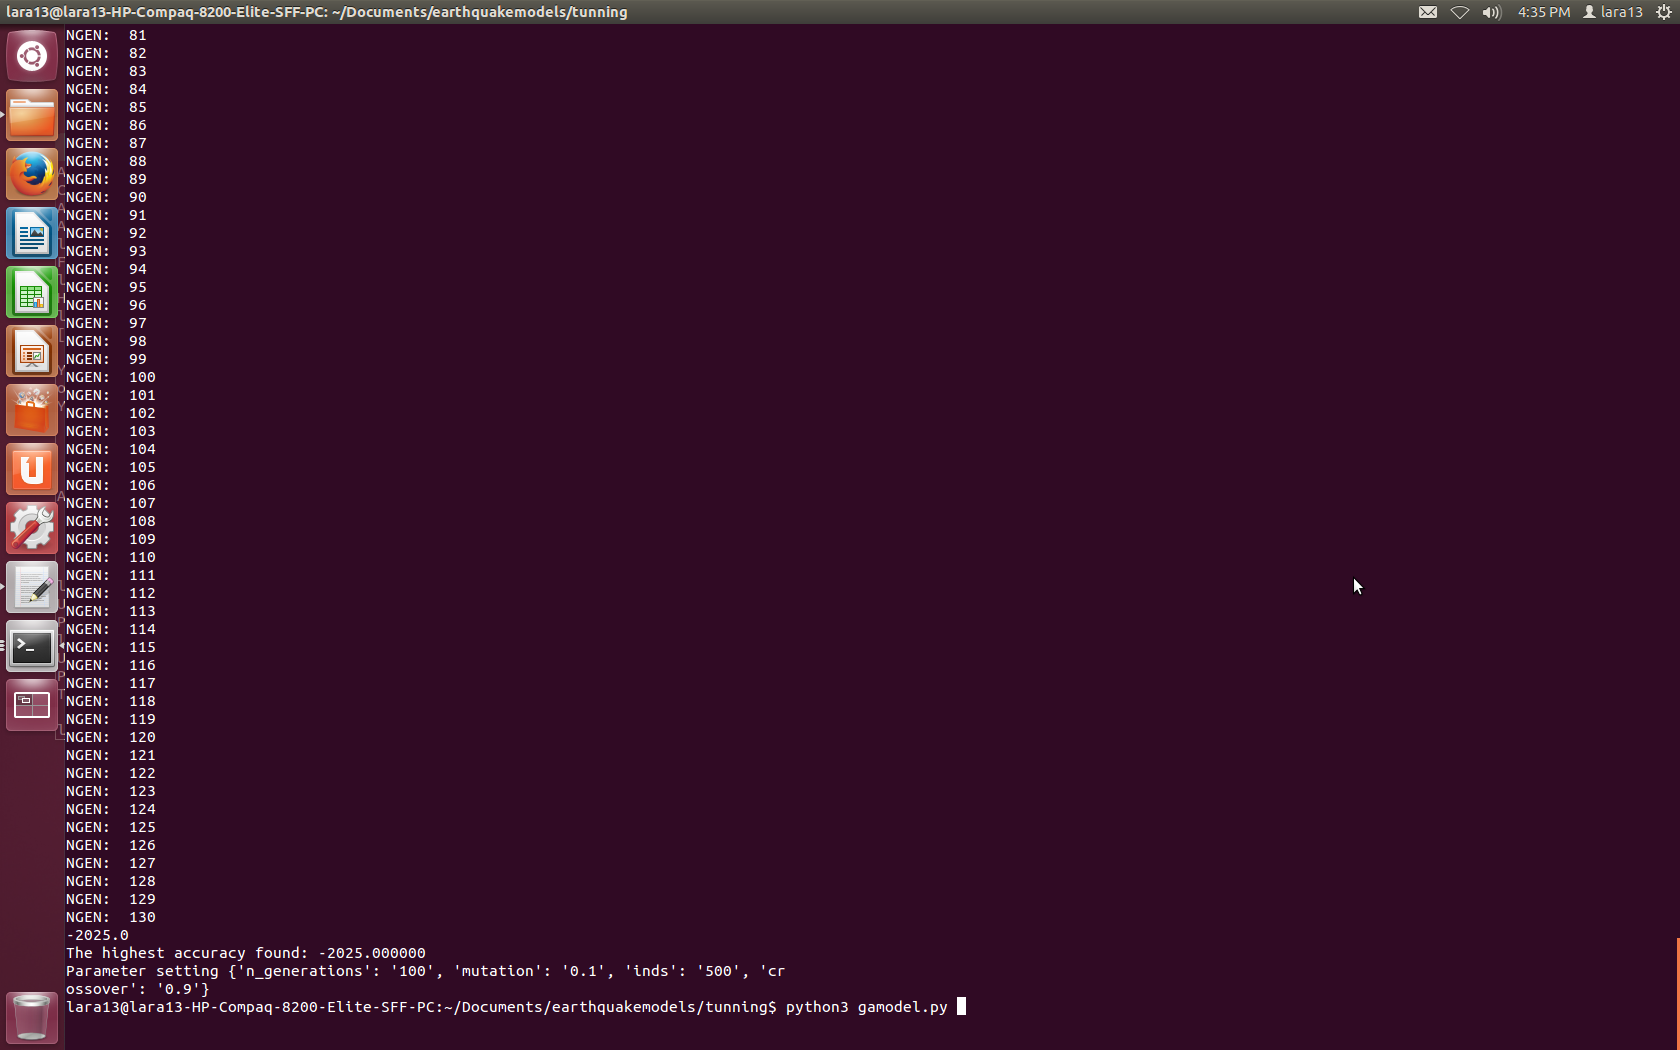 lara13@lara13-HP-Compaq-8200-Elite-SFF-PC: ~/Documents/earthquakemodels/tunning
4:35 PM
lara13
NGEN:  81
NGEN:  82
NGEN:  83
NGEN:  84
NGEN:  85
NGEN:  86
NGEN:  87
NGEN:  88
NGEN:  89
NGEN:  90
NGEN:  91
NGEN:  92
NGEN:  93
NGEN:  94
NGEN:  95
NGEN:  96
NGEN:  97
NGEN:  98
NGEN:  99
NGEN:  100
NGEN:  101
NGEN:  102
NGEN:  103
NGEN:  104
NGEN:  105
NGEN:  106
NGEN:  107
NGEN:  108
NGEN:  109
NGEN:  110
NGEN:  111
NGEN:  112
NGEN:  113
NGEN:  114
NGEN:  115
NGEN:  116
NGEN:  117
NGEN:  118
NGEN:  119
NGEN:  120
NGEN:  121
NGEN:  122
NGEN:  123
NGEN:  124
NGEN:  125
NGEN:  126
NGEN:  127
NGEN:  128
NGEN:  129
NGEN:  130
-2025.0
The highest accuracy found: -2025.000000
Parameter setting {'n_generations': '100', 'mutation': '0.1', 'inds': '500', 'cr
ossover': '0.9'}
lara13@lara13-HP-Compaq-8200-Elite-SFF-PC:~/Documents/earthquakemodels/tunning$ python3 gamodel.py